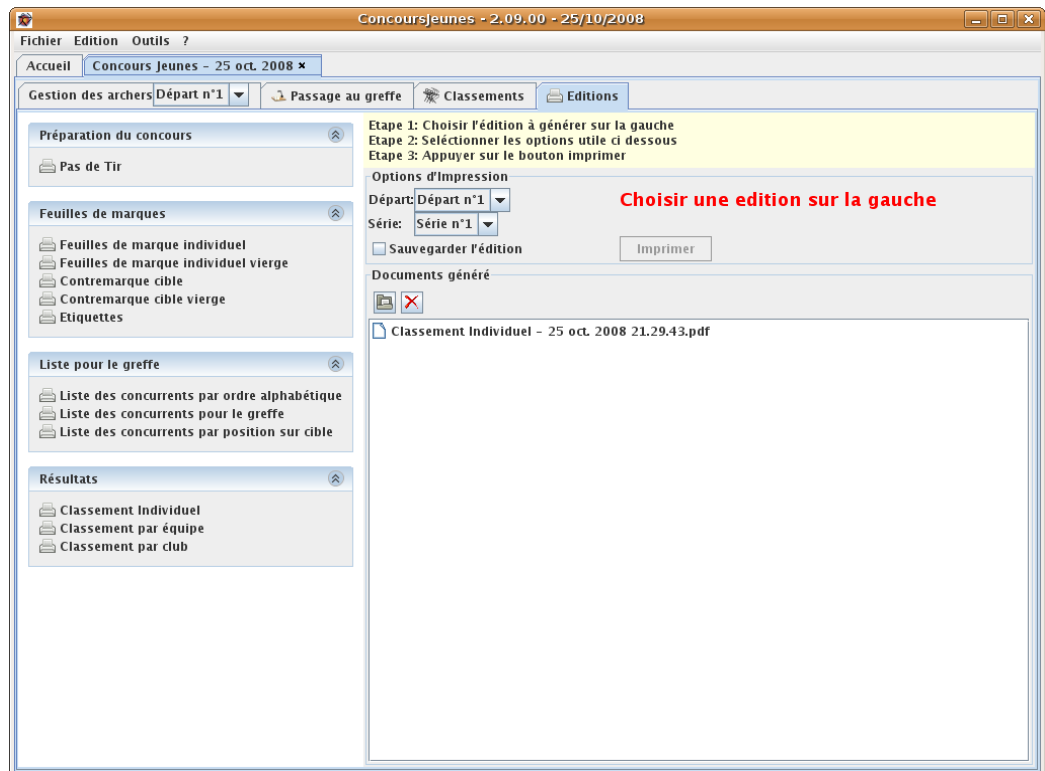 ConcoursJeunes - 2.09.00 - 25/10/2008
Fichier Edition Outils ?
Accueil Concours Jeunes - 25 oct. 2008 ×
Gestion des archers Départ n°1 Passage au greffe Classements Editions
Préparation du concours
Pas de Tir
Feuilles de marques
Feuilles de marque individuel
Feuilles de marque individuel vierge
Contremarque cible
Contremarque cible vierge
Etiquettes
Liste pour le greffe
Liste des concurrents par ordre alphabétique
Liste des concurrents pour le greffe
Liste des concurrents par position sur cible
Résultats
Classement Individuel
Classement par équipe
Classement par club
Etape 1: Choisir l'édition à générer sur la gauche
Etape 2: Seléctionner les options utile ci dessous
Etape 3: Appuyer sur le bouton imprimer
Options d'Impression
Départ: Départ n°1
Choisir une edition sur la gauche
Série: Série n°1
Sauvegarder l'édition
Imprimer
Documents généré
Classement Individuel - 25 oct. 2008 21.29.43.pdf